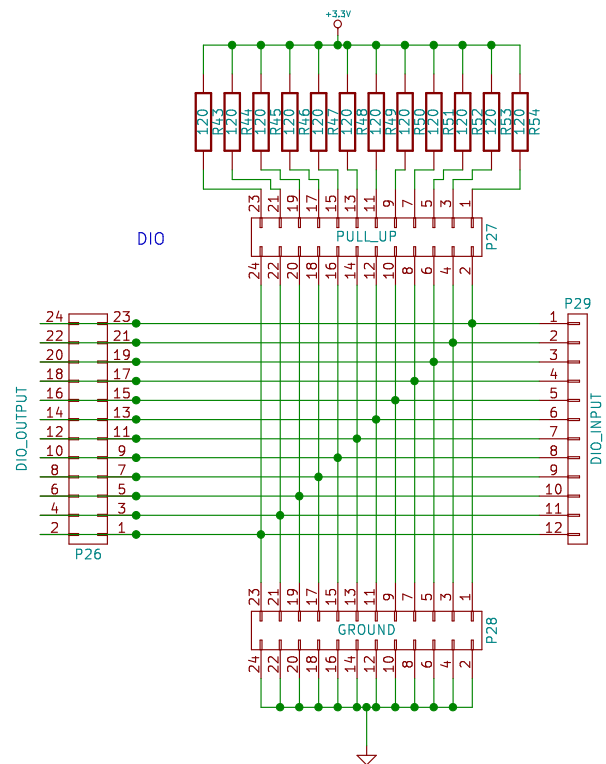 +3.3V
120 120 120 120 120 120 120 120 120 120 120 120
R43 R44 R45 R46 R47 R48 R49 R50 R51 R52 R53 R54
23 21 19 17 15 13 11 9 7 5 3 1
PULL_UP
P27
24 22 20 18 16 14 12 10 8 6 4 2
DIO
P29
24 23 1
22 21 2
20 19 3
18 17 4
16 15 5
14 13 6
12 11 7
10 9 8
8 7 9
6 5 10
4 3 11
2 1 12
DIO_OUTPUT
DIO_INPUT
P26
23 21 19 17 15 13 11 9 7 5 3 1
GROUND
P28
24 22 20 18 16 14 12 10 8 6 4 2